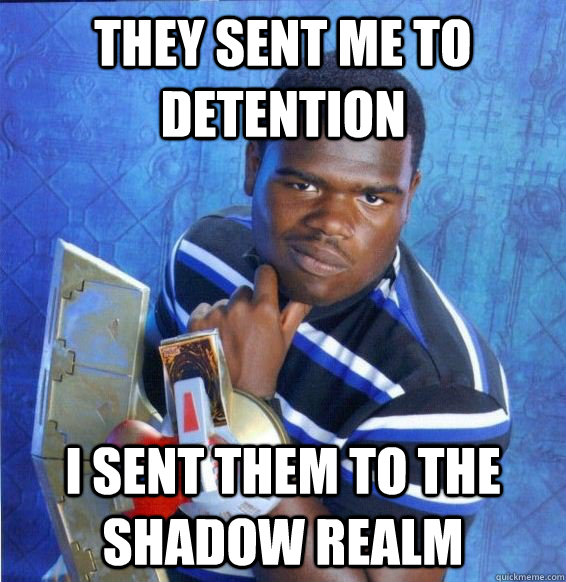 THEY SENT ME TO
DETENTION
I SENT THEM TO THE
SHADOW REALM
quickmeme.com